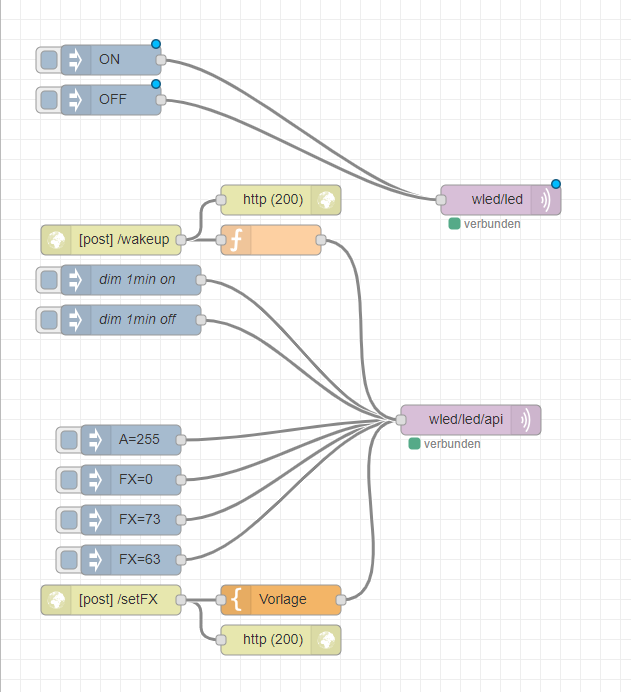 ON
OFF
http (200)
wled/led
verbunden
[post] /wakeup
dim 1min on
dim 1min off
wled/led/api
verbunden
A=255
FX=0
FX=73
FX=63
[post] /setFX
Vorlage
http (200)